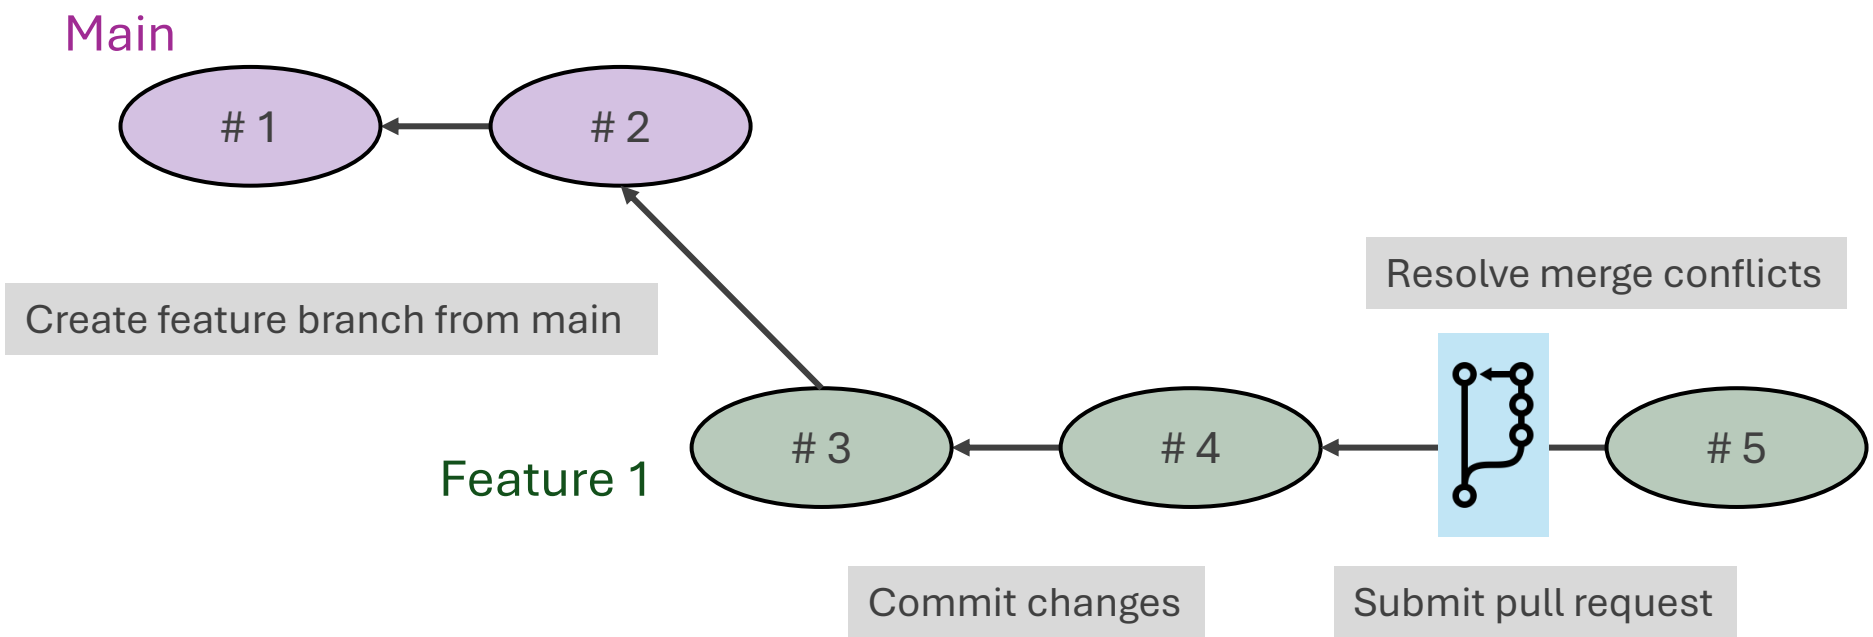 Main
# 1
# 2
Resolve merge conflicts
Create feature branch from main
# 3
# 4
# 5
Feature 1
Commit changes
Submit pull request